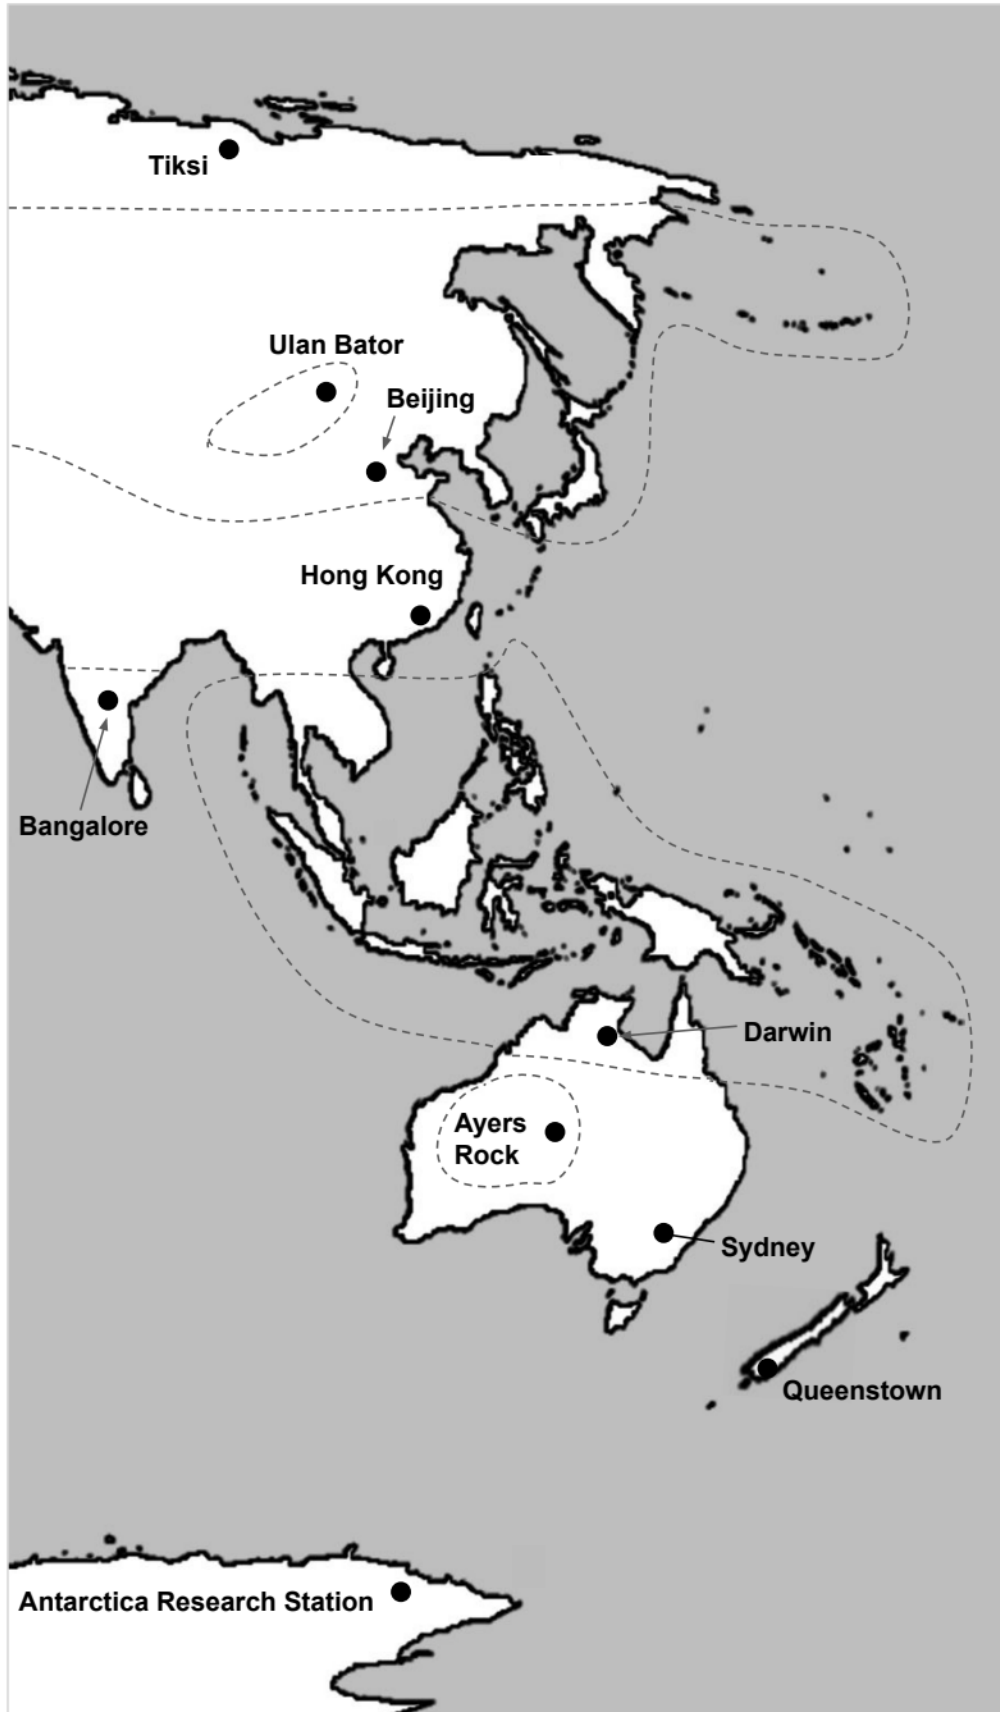 Tiksi
Ulan Bator
Beijing
Hong Kong
Bangalore
Darwin
Ayers
Rock
Sydney
Queenstown
Antarctica Research Station